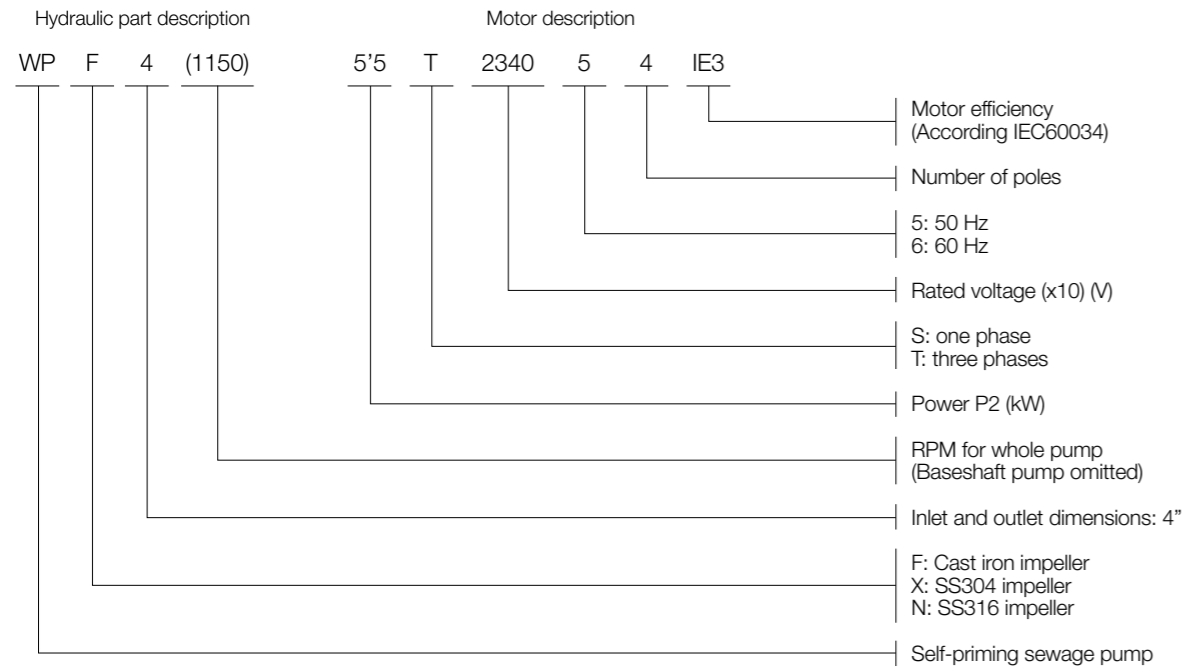 Hydraulic part description
Motor description
WP F 4 (1150) 5'5 T 2340 5 4 IE3
Motor efficiency
(According IEC60034)
Number of poles
5: 50 Hz
6: 60 Hz
Rated voltage (x10) (V)
S: one phase
T: three phases
Power P2 (kW)
RPM for whole pump
(Baseshaft pump omitted)
Inlet and outlet dimensions: 4”
F: Cast iron impeller
X: SS304 impeller
N: SS316 impeller
Self-priming sewage pump